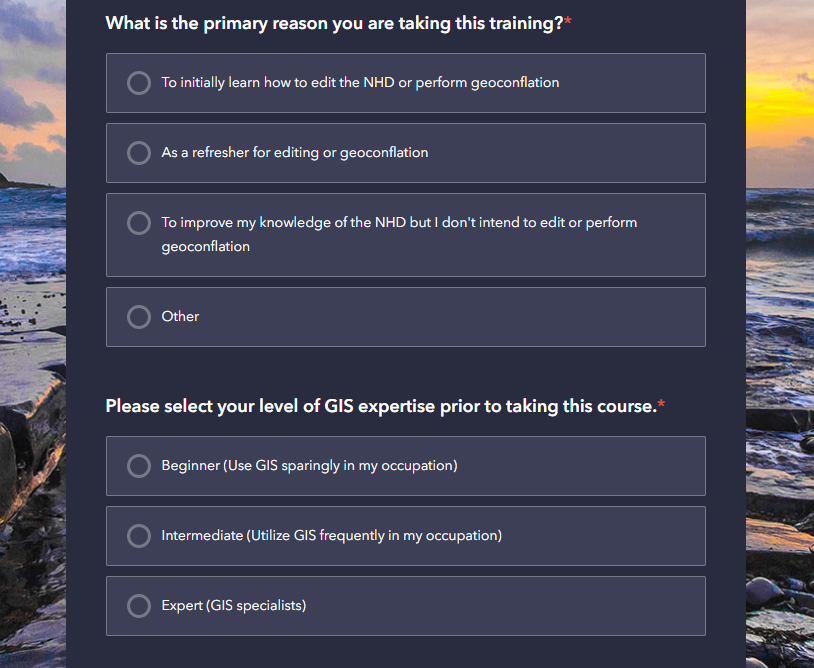 What is the primary reason you are taking this training?*
To initially learn how to edit the NHD or perform geoconflation
As a refresher for editing or geoconflation
To improve my knowledge of the NHD but I don't intend to edit or perform
geoconflation
Other
Please select your level of GIS expertise prior to taking this course.*
Beginner (Use GIS sparingly in my occupation)
Intermediate (Utilize GIS frequently in my occupation)
Expert (GIS specialists)